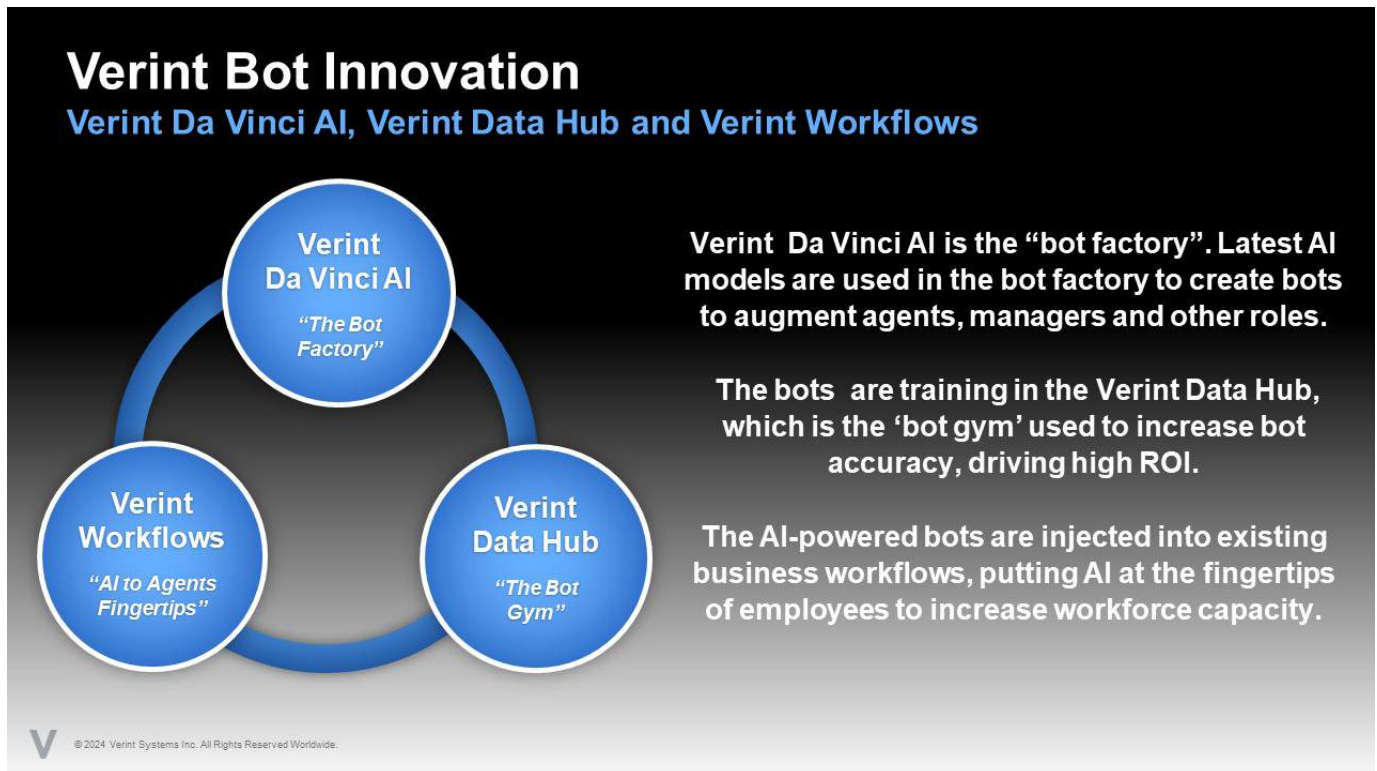 Verint Bot Innovation
Verint Da Vinci AI, Verint Data Hub and Verint Workflows
Verint
Da Vinci AI
“The Bot
Factory”
Verint
Workflows
“AI to Agents
Fingertips”
Verint
Data Hub
“The Bot
Gym”
Verint Da Vinci AI is the “bot factory”. Latest AI
models are used in the bot factory to create bots
to augment agents, managers and other roles.
The bots are training in the Verint Data Hub,
which is the ‘bot gym’ used to increase bot
accuracy, driving high ROI.
The AI-powered bots are injected into existing
business workflows, putting AI at the fingertips
of employees to increase workforce capacity.
V
© 2024 Verint Systems Inc. All Rights Reserved Worldwide.